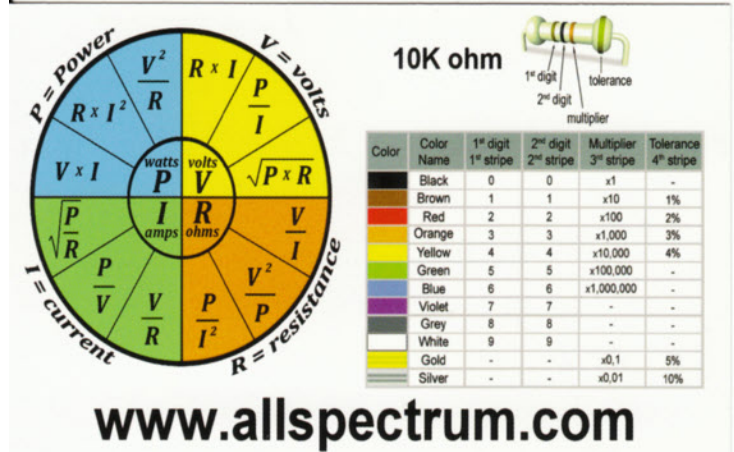 P = Power
V = volts
I = current
R = resistance
V²/R
R x I²
V x I
R x I
P/I
√P x R
watts
P
volts
V
I
amps
R
ohms
√P/R
P/V
V/R
V/I
V²/P
P/I²
10K ohm
1st digit
2nd digit
multiplier
tolerance
Color Color Name 1st digit 1st stripe 2nd digit 2nd stripe Multiplier 3rd stripe Tolerance 4th stripe
Black 0 0 x1 -
Brown 1 1 x10 1%
Red 2 2 x100 2%
Orange 3 3 x1,000 3%
Yellow 4 4 x10,000 4%
Green 5 5 x100,000 -
Blue 6 6 x1,000,000 -
Violet 7 7 - -
Grey 8 8 - -
White 9 9 - -
Gold - - x0,1 5%
Silver - - x0,01 10%
www.allspectrum.com